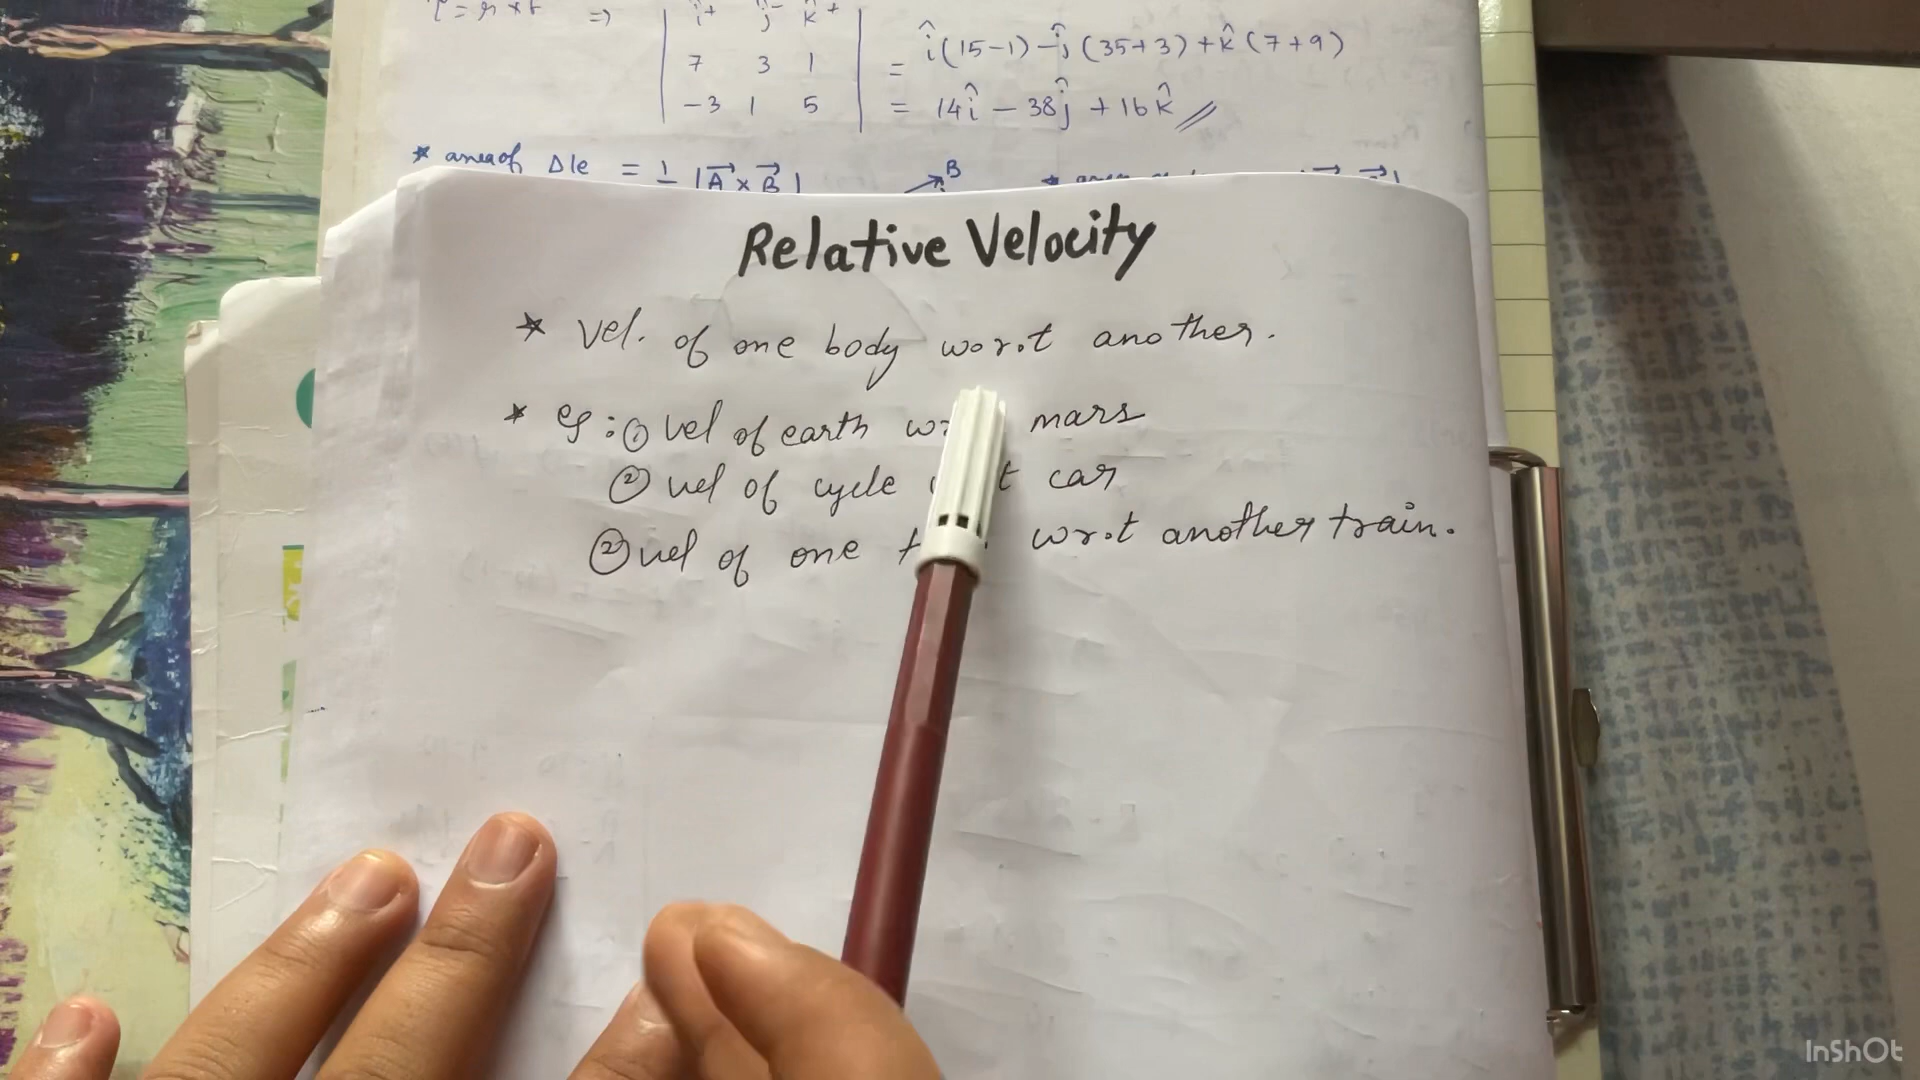 τ = r × f ⇒ | î+ ĵ- k̂+ |
| 7 3 1 | = î(15-1) - ĵ(35+3) + k̂(7+9)
| -3 1 5 | = 14î - 38ĵ + 16k̂
* area of Δle = 1 |A⃗ × B⃗| B
Relative Velocity
* Vel. of one body w.r.t another.
* eg : ① vel of earth mars
② vel of cycle car
② vel of one w.r.t another train.
InShOt